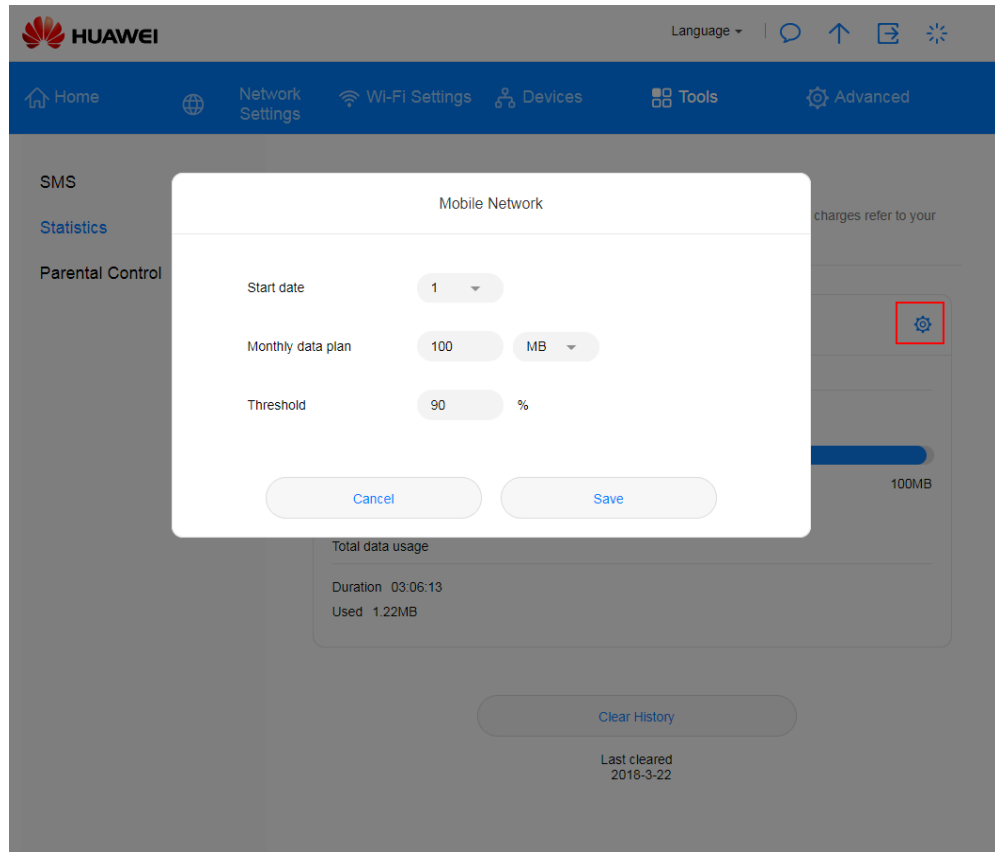 HUAWEI
Language
Home
Network
Settings
Wi-Fi Settings
Devices
Tools
Advanced
SMS
Statistics
Parental Control
charges refer to your
Mobile Network
Start date 1
Monthly data plan 100 MB
Threshold 90 %
Cancel Save
100MB
Total data usage
Duration 03:06:13
Used 1.22MB
Clear History
Last cleared
2018-3-22